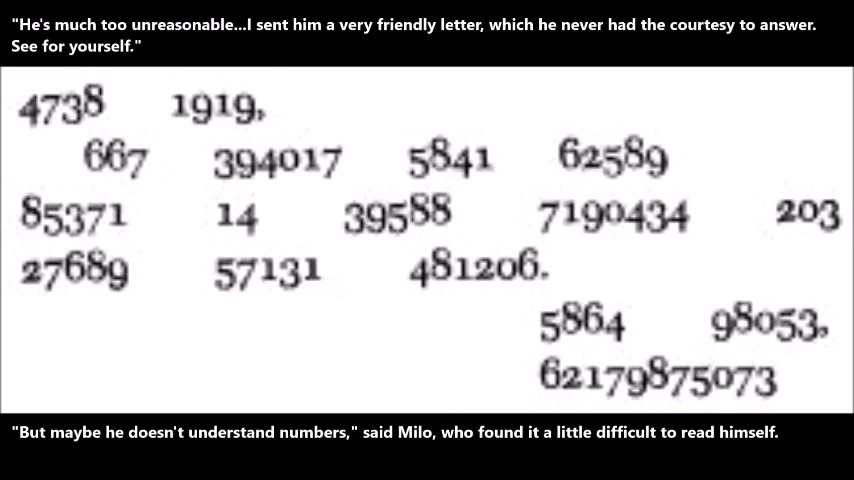 "He's much too unreasonable...I sent him a very friendly letter, which he never had the courtesy to answer.
See for yourself."
4738 1919,
667 394017 5841 62589
85371 14 39588 7190434 203
27689 57131 481206.
5864 98053,
62179875073
"But maybe he doesn't understand numbers," said Milo, who found it a little difficult to read himself.